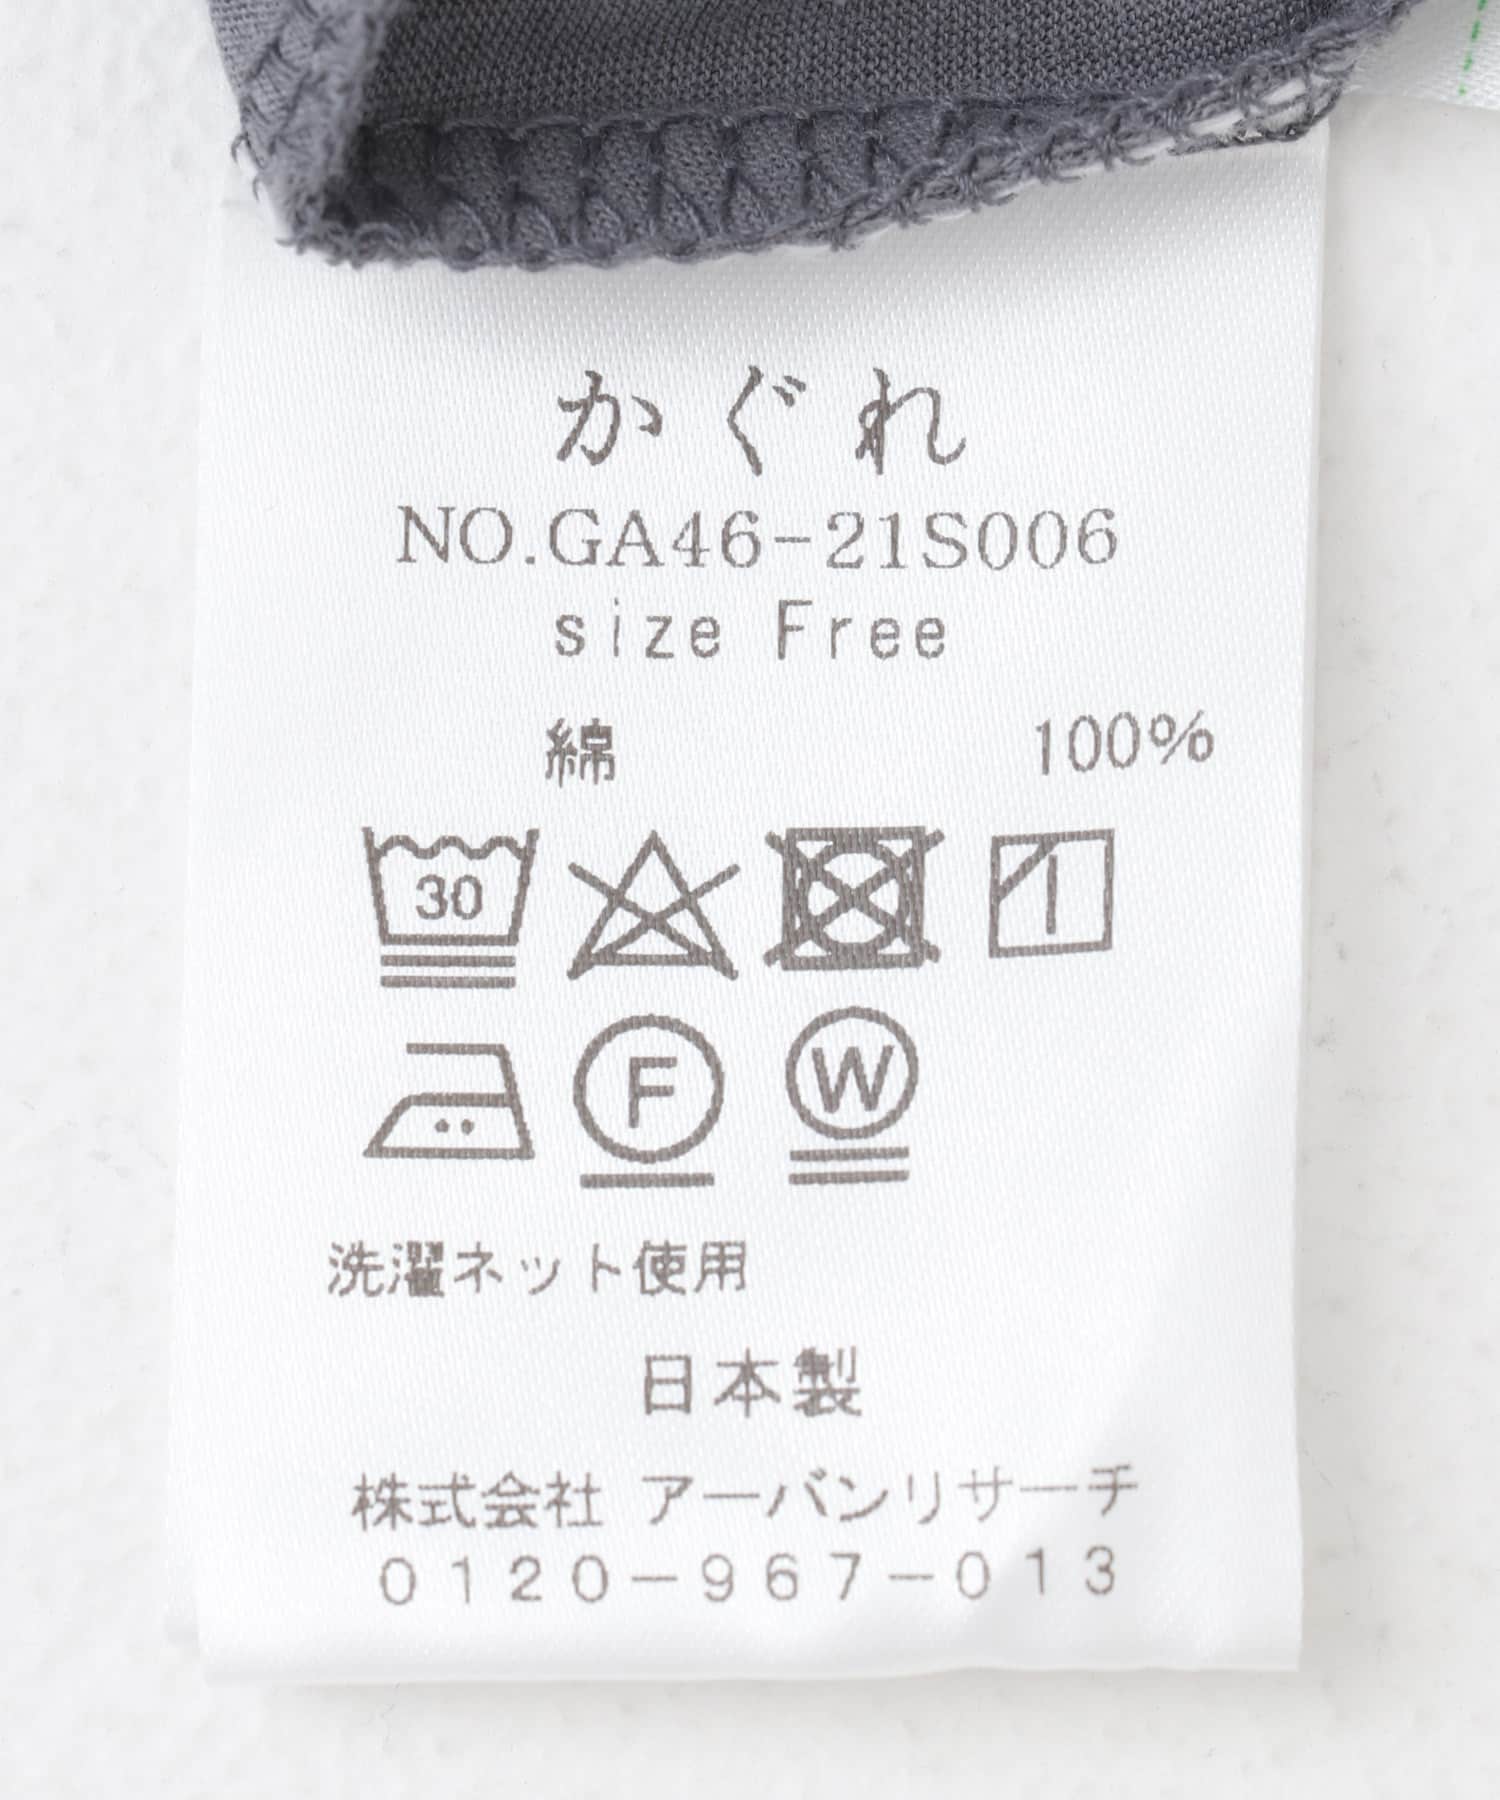 かぐれ
NO.GA46-21S006
size Free
綿 100%
30
F W
洗濯ネット使用
日本製
株式会社 アーバンリサーチ
0120-967-013